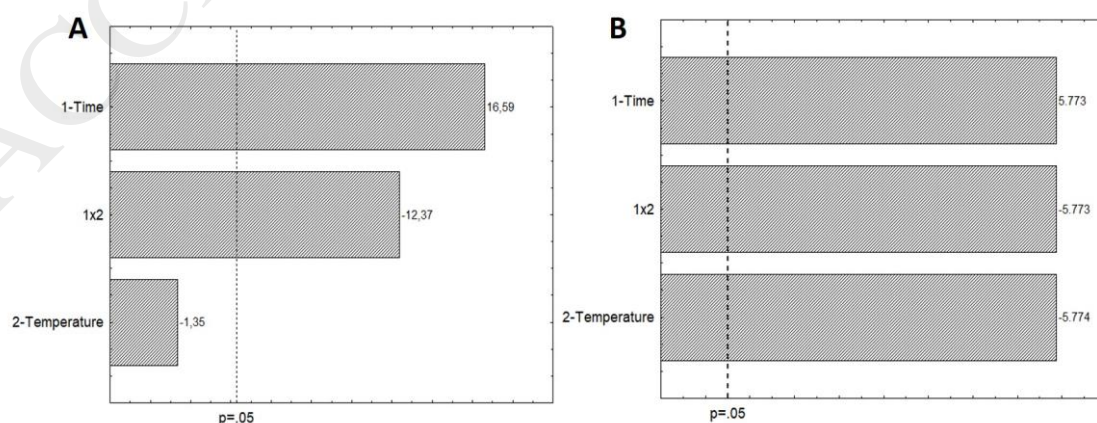 ACC
A
1-Time
16,59
1x2
-12,37
2-Temperature
-1,35
p=.05
B
1-Time
5.773
1x2
-5.773
2-Temperature
-5.774
p=.05